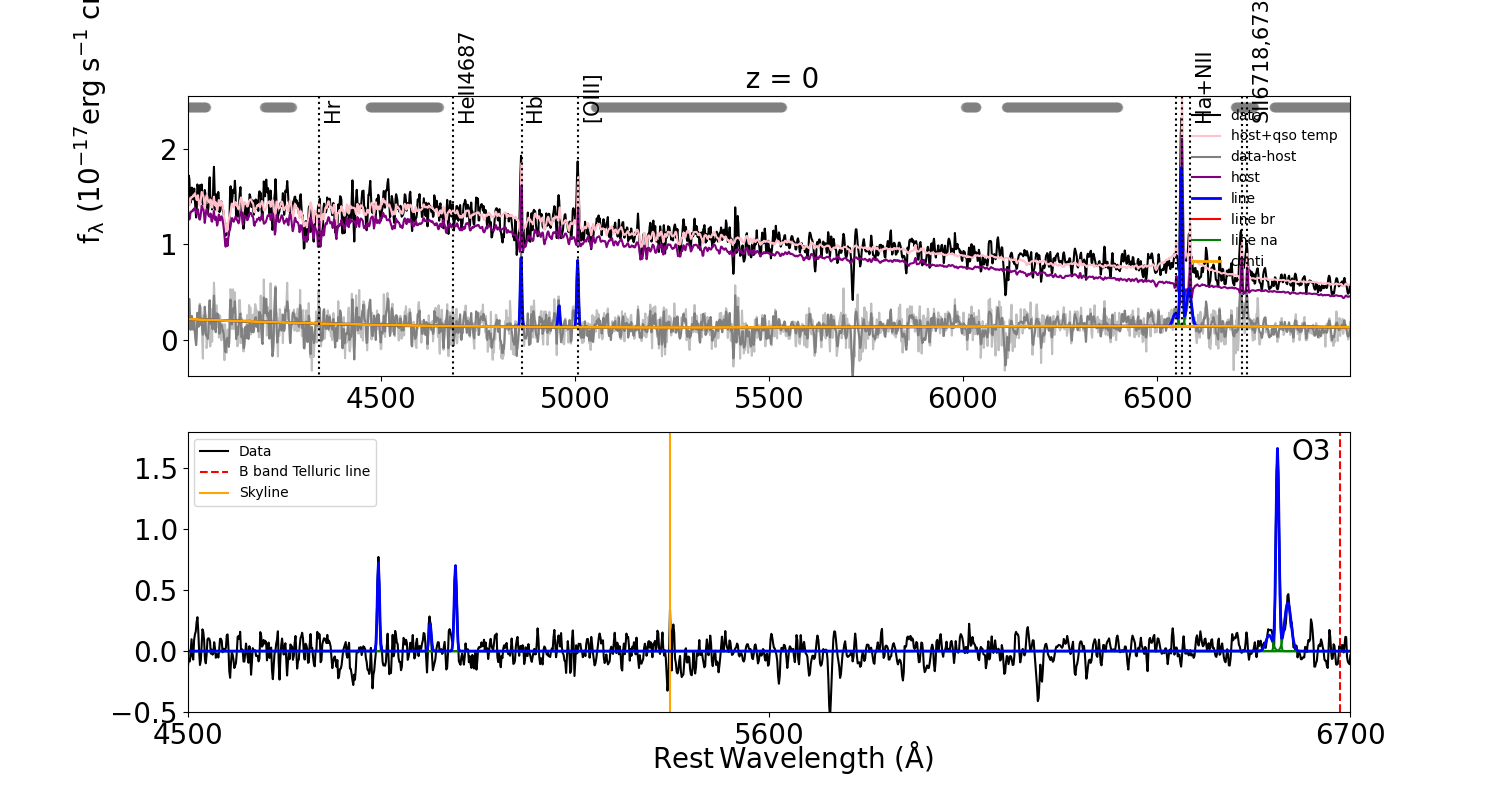 z = 0
f_λ (10^−17 erg s^−1
Hr
HeII4687
Hb
[OIII]
Ha+NII
SII6718,673
data
host+qso temp
data-host
host
line
line br
line na
conti
2
1
0
4500
5000
5500
6000
6500
Data
B band Telluric line
Skyline
O3
1.5
1.0
0.5
0.0
−0.5
4500
5600
6700
Rest Wavelength (Å)